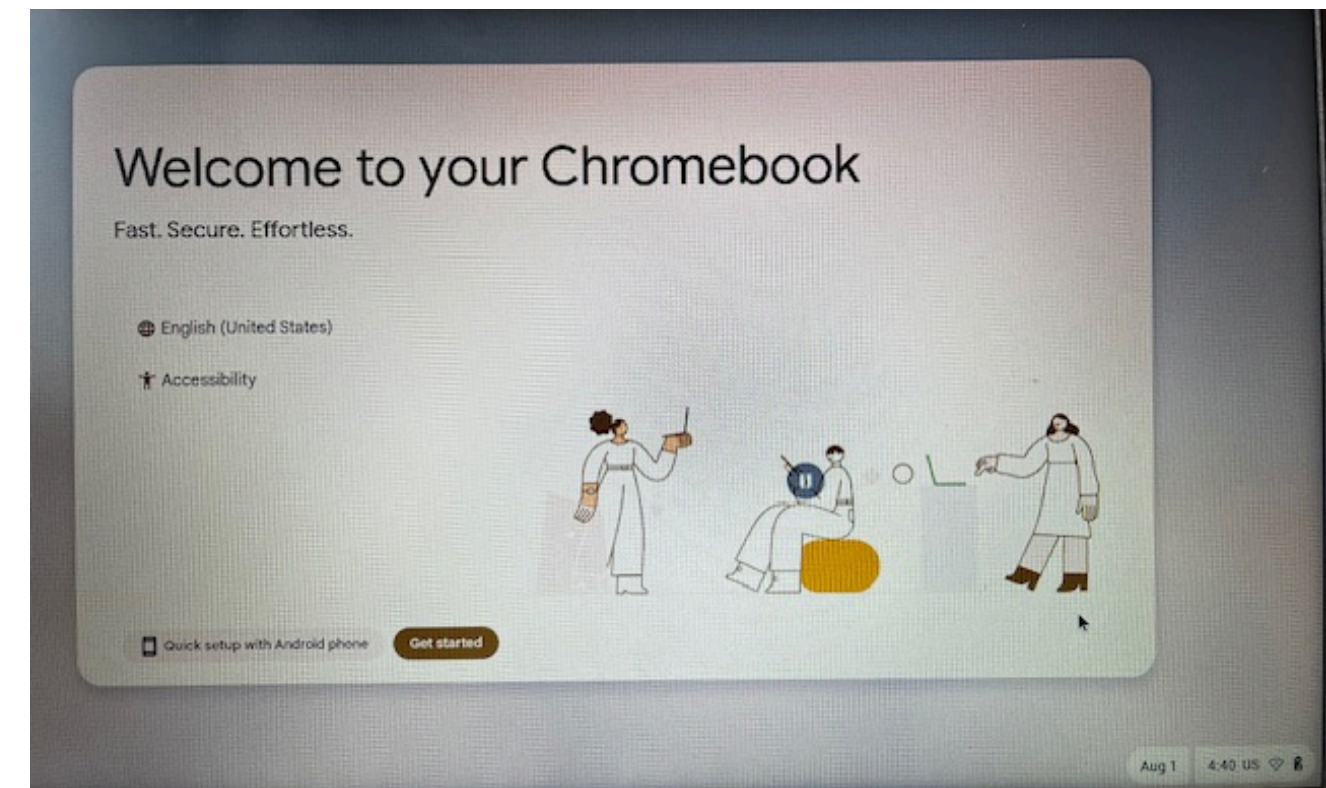 Welcome to your Chromebook
Fast. Secure. Effortless.
English (United States)
Accessibility
Quick setup with Android phone
Get started
Aug 1
4:40 US